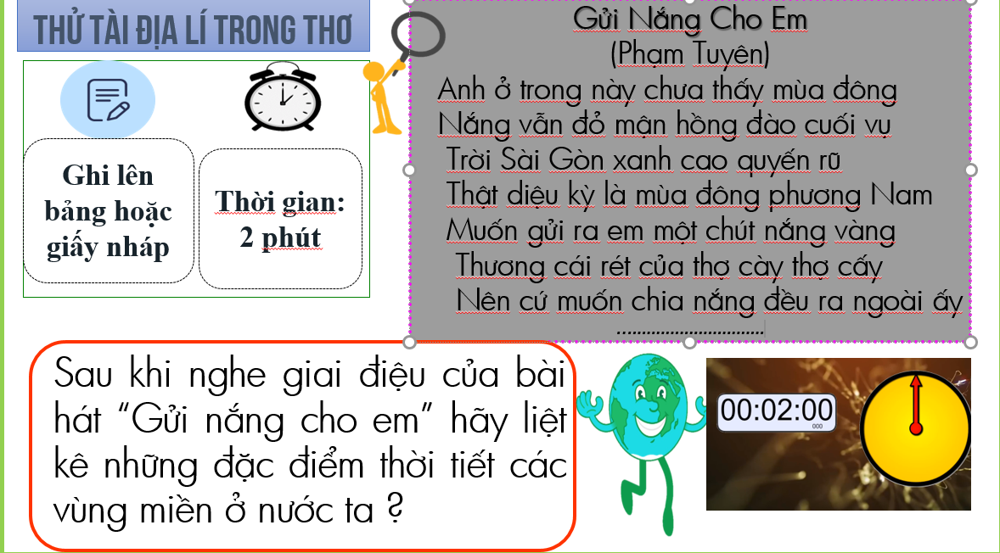 THỬ TÀI ĐỊA LÍ TRONG THƠ
Ghi lên
bảng hoặc
giấy nháp
Thời gian:
2 phút
Gửi Nắng Cho Em
(Phạm Tuyên)
Anh ở trong này chưa thấy mùa đông
Nắng vẫn đỏ mận hồng đào cuối vụ
Trời Sài Gòn xanh cao quyến rũ
Thật diệu kỳ là mùa đông phương Nam
Muốn gửi ra em một chút nắng vàng
Thương cái rét của thợ cày thợ cấy
Nên cứ muốn chia nắng đều ra ngoài ấy
..............................
Sau khi nghe giai điệu của bài
hát “Gửi nắng cho em” hãy liệt
kê những đặc điểm thời tiết các
vùng miền ở nước ta ?
00:02:00
000